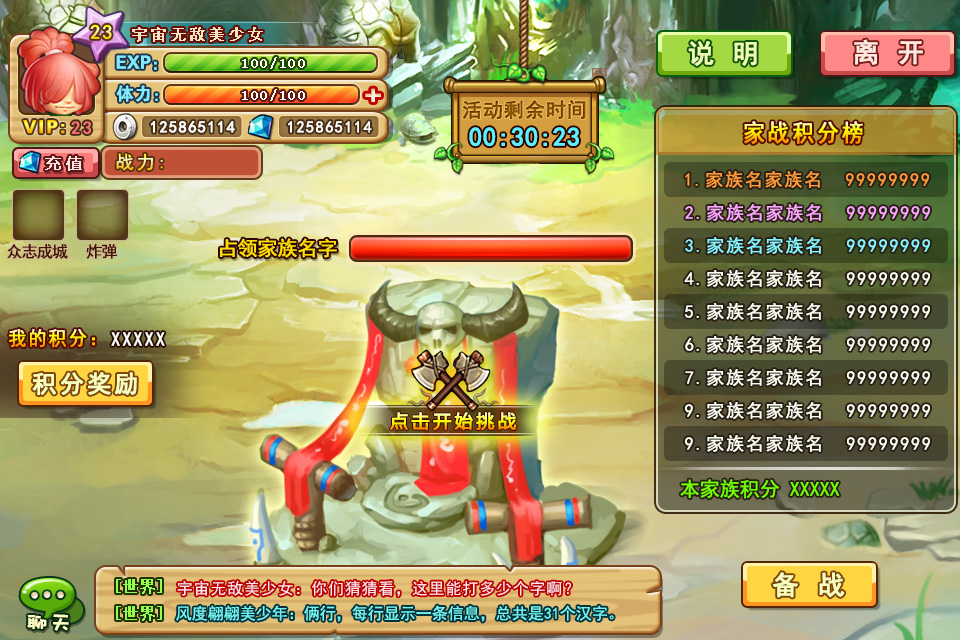 23
宇宙无敌美少女
EXP: 100/100
体力: 100/100
VIP: 23
125865114 125865114
充值
战力:
众志成城 炸弹
活动剩余时间
00:30:23
说 明
离 开
家战积分榜
1.家族名家族名 99999999
2.家族名家族名 99999999
3.家族名家族名 99999999
4.家族名家族名 99999999
5.家族名家族名 99999999
6.家族名家族名 99999999
7.家族名家族名 99999999
9.家族名家族名 99999999
9.家族名家族名 99999999
本家族积分 XXXXX
占领家族名字
我的积分: XXXXX
积分奖励
点击开始挑战
备 战
聊天
[世界] 宇宙无敌美少女: 你们猜猜看, 这里能打多少个字啊?
[世界] 风度翩翩美少年: 俩行, 每行显示一条信息, 总共是31个汉字。